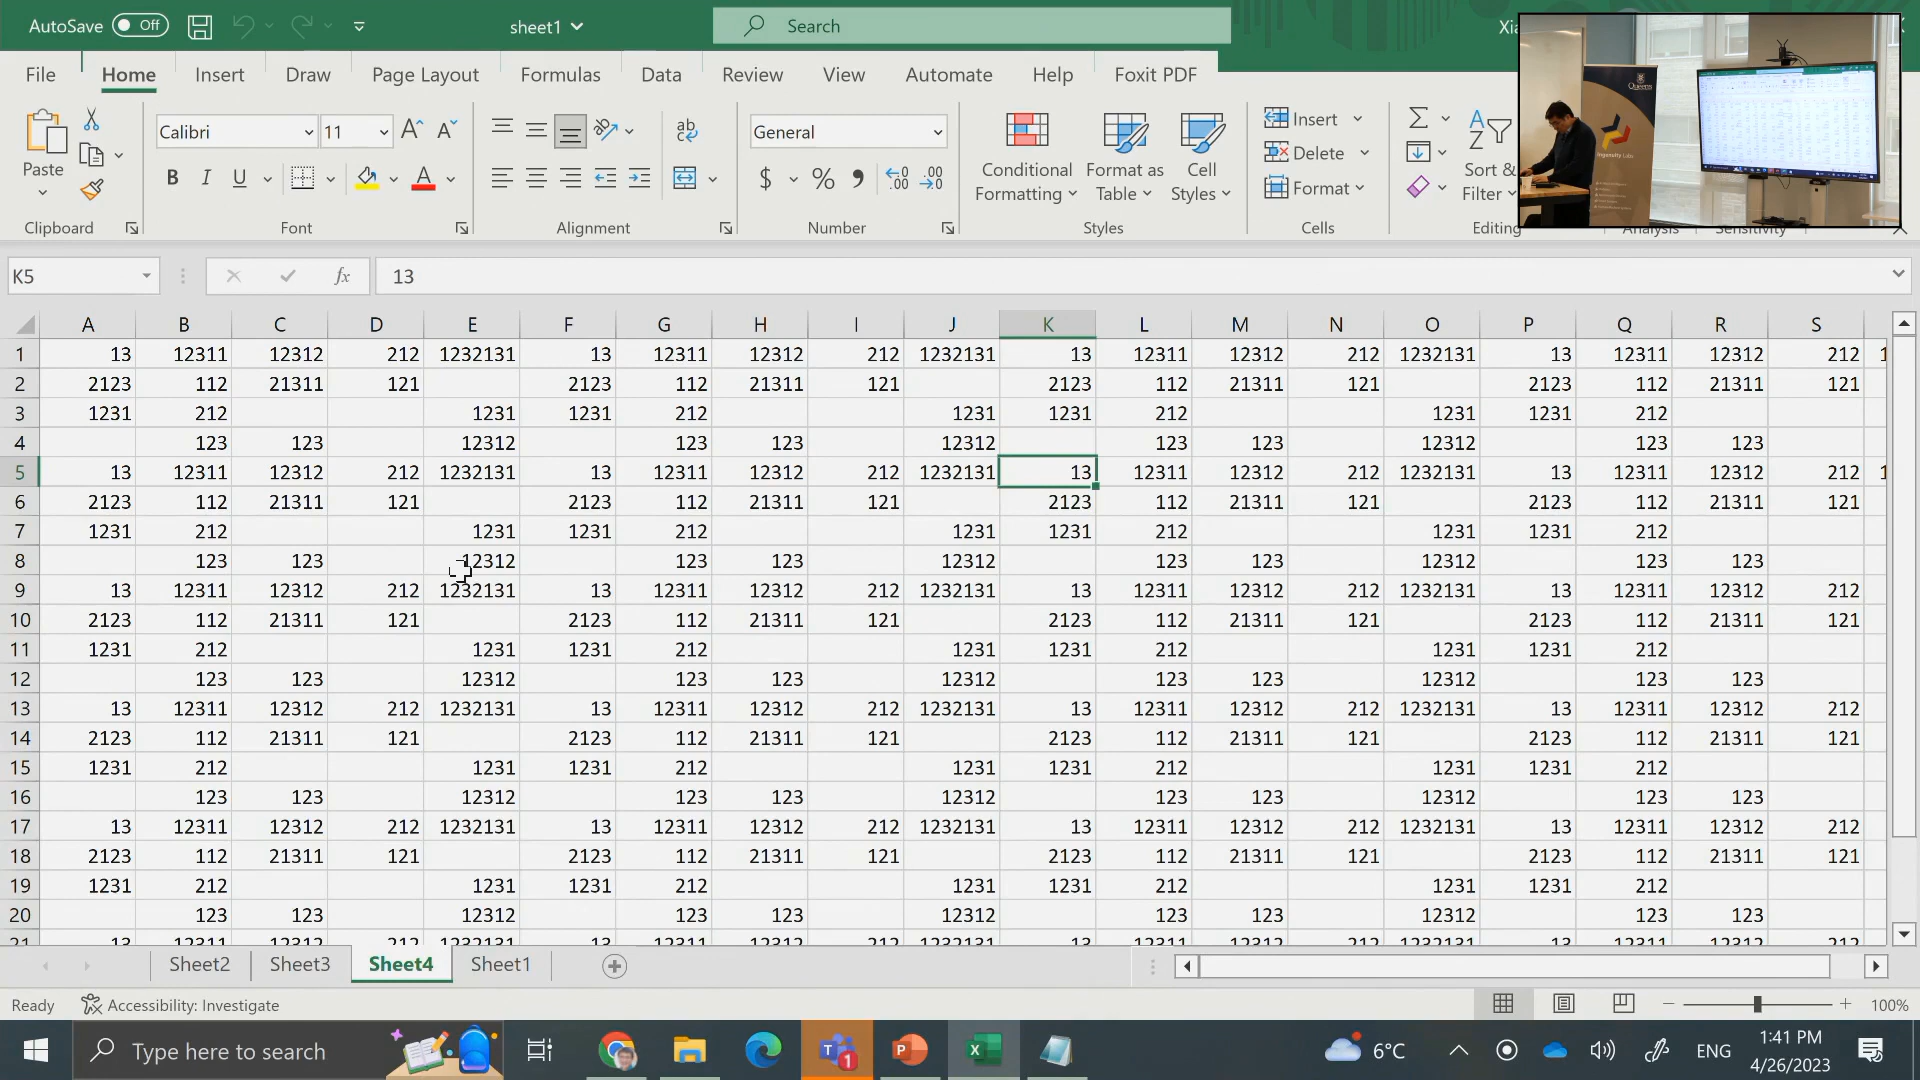 AutoSave Off sheet1 Search Xia
File Home Insert Draw Page Layout Formulas Data Review View Automate Help Foxit PDF
Queen's
Ingenuity Labs
Paste
Calibri 11
B I U
ab
General
$ % 9
Conditional Formatting
Format as Table
Cell Styles
Insert
Delete
Format
Sort & Filter
Clipboard Font Alignment Number Styles Cells Editing Analysis Sensitivity
K5 fx 13
A B C D E F G H I J K L M N O P Q R S
1 13 12311 12312 212 1232131 13 12311 12312 212 1232131 13 12311 12312 212 1232131 13 12311 12312 212 1
2 2123 112 21311 121 2123 112 21311 121 2123 112 21311 121 2123 112 21311 121
3 1231 212 1231 1231 212 1231 1231 212 1231 1231 212
4 123 123 12312 123 123 12312 123 123 12312 123 123
5 13 12311 12312 212 1232131 13 12311 12312 212 1232131 13 12311 12312 212 1232131 13 12311 12312 212 1
6 2123 112 21311 121 2123 112 21311 121 2123 112 21311 121 2123 112 21311 121
7 1231 212 1231 1231 212 1231 1231 212 1231 1231 212
8 123 123 12312 123 123 12312 123 123 12312 123 123
9 13 12311 12312 212 1232131 13 12311 12312 212 1232131 13 12311 12312 212 1232131 13 12311 12312 212
10 2123 112 21311 121 2123 112 21311 121 2123 112 21311 121 2123 112 21311 121
11 1231 212 1231 1231 212 1231 1231 212 1231 1231 212
12 123 123 12312 123 123 12312 123 123 12312 123 123
13 13 12311 12312 212 1232131 13 12311 12312 212 1232131 13 12311 12312 212 1232131 13 12311 12312 212
14 2123 112 21311 121 2123 112 21311 121 2123 112 21311 121 2123 112 21311 121
15 1231 212 1231 1231 212 1231 1231 212 1231 1231 212
16 123 123 12312 123 123 12312 123 123 12312 123 123
17 13 12311 12312 212 1232131 13 12311 12312 212 1232131 13 12311 12312 212 1232131 13 12311 12312 212
18 2123 112 21311 121 2123 112 21311 121 2123 112 21311 121 2123 112 21311 121
19 1231 212 1231 1231 212 1231 1231 212 1231 1231 212
20 123 123 12312 123 123 12312 123 123 12312 123 123
21 13 12311 12312 212 1232131 13 12311 12312 212 1232131 13 12311 12312 212 1232131 13 12311 12312 212
Sheet2 Sheet3 Sheet4 Sheet1
Ready Accessibility: Investigate 100%
Type here to search 6°C ENG 1:41 PM
4/26/2023